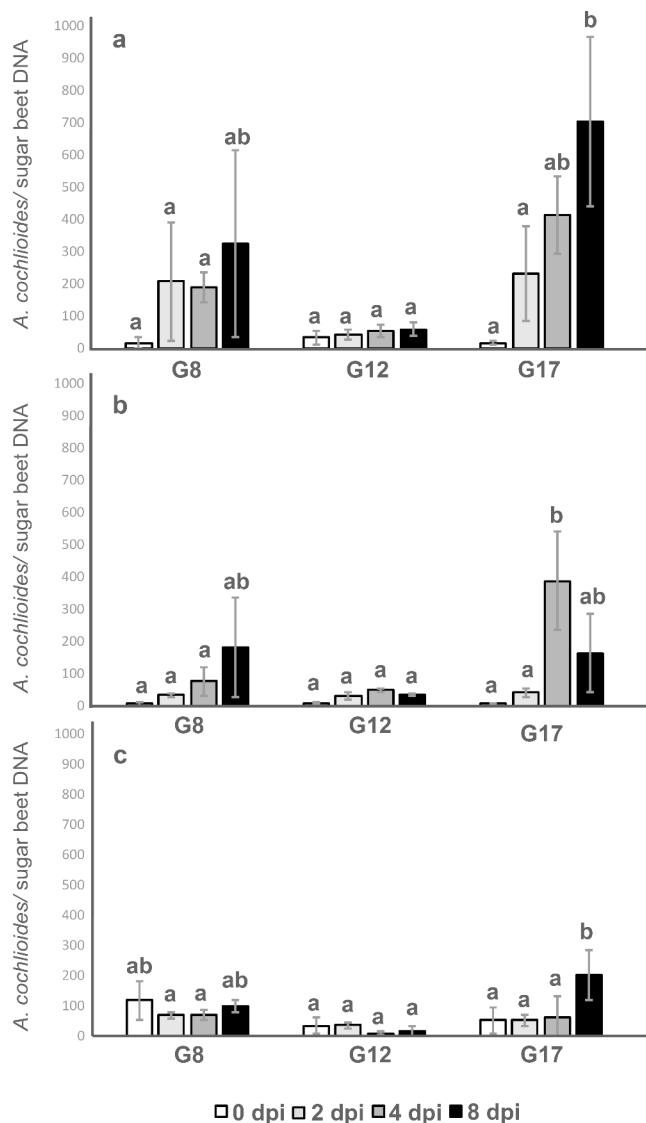 a
A. cochlioides/ sugar beet DNA
1000
900
800
700
600
500
400
300
200
100
0
a a a ab
a a a a
a a ab b
G8 G12 G17
b
A. cochlioides/ sugar beet DNA
1000
900
800
700
600
500
400
300
200
100
0
a a a ab
a a a a
a a b ab
G8 G12 G17
c
A. cochlioides/ sugar beet DNA
1000
900
800
700
600
500
400
300
200
100
0
ab a a ab
a a a a
a a a b
G8 G12 G17
0 dpi 2 dpi 4 dpi 8 dpi